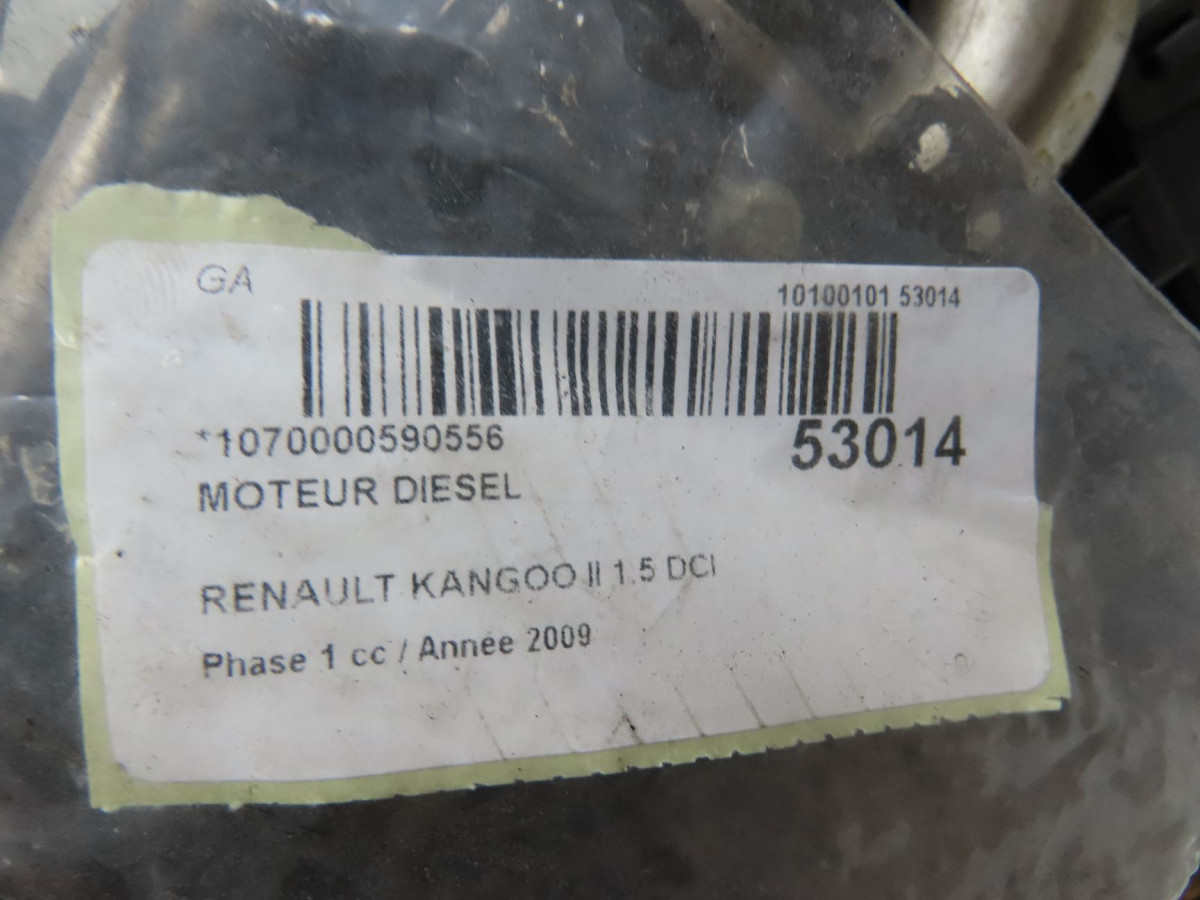 GA
10100101 53014
*1070000590556
53014
MOTEUR DIESEL
RENAULT KANGOO II 1.5 DCI
Phase 1 cc / Année 2009